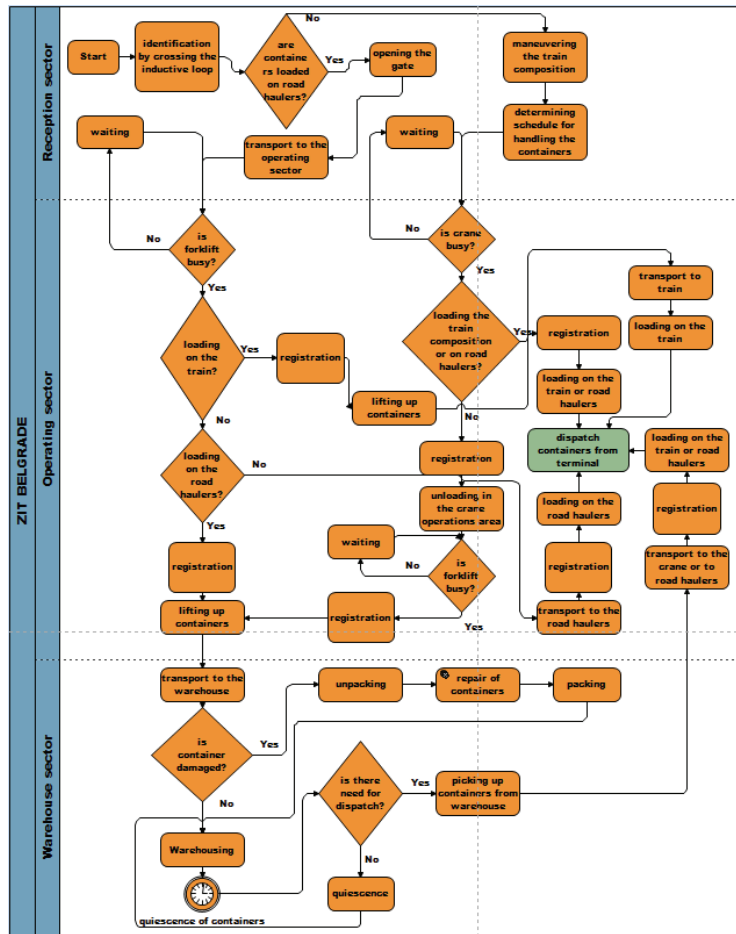 ZIT BELGRADE
Reception sector
Start
identification
by crossing the
inductive loop
are
containe
rs loaded
on road
haulers?
No
Yes
opening the
gate
maneuvering
the train
composition
waiting
transport to the
operating
sector
waiting
determining
schedule for
handling the
containers
Operating sector
is
forklift
busy?
No
Yes
is crane
busy?
No
Yes
transport to
train
loading on the
train
loading
on the
train?
Yes
No
registration
lifting up
containers
loading the
train
composition
or on road
haulers?
Yes
No
registration
loading on the
train or road
haulers
dispatch
containers from
terminal
loading on the
train or road
haulers
loading
on the
road
haulers?
No
Yes
registration
unloading in
the crane
operations area
loading on the
road haulers
registration
waiting
is
forklift
busy?
No
Yes
registration
registration
transport to the
crane or to
road haulers
registration
lifting up
containers
transport to the
road haulers
Warehouse sector
transport to the
warehouse
unpacking
repair of
containers
packing
is
container
damaged?
Yes
No
is there
need for
dispatch?
Yes
No
picking up
containers from
warehouse
Warehousing
quiescence
quiescence of containers